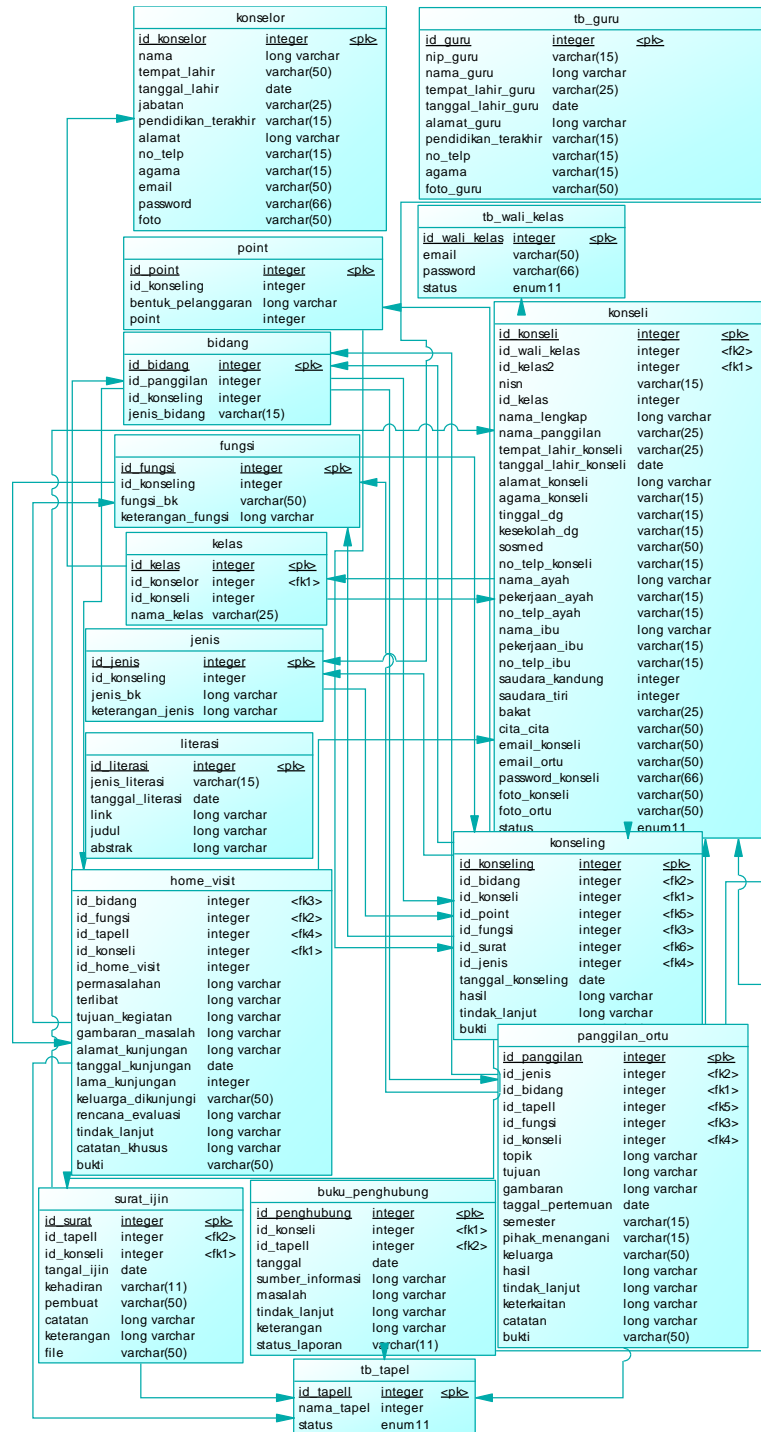 konselor
id_konselor integer <pk>
nama long varchar
tempat_lahir varchar(50)
tanggal_lahir date
jabatan varchar(25)
pendidikan_terakhir varchar(15)
alamat long varchar
no_telp varchar(15)
agama varchar(15)
email varchar(50)
password varchar(66)
foto varchar(50)
tb_guru
id_guru integer <pk>
nip_guru varchar(15)
nama_guru long varchar
tempat_lahir_guru varchar(25)
tanggal_lahir_guru date
alamat_guru long varchar
pendidikan_terakhir varchar(15)
no_telp varchar(15)
agama varchar(15)
foto_guru varchar(50)
tb_wali_kelas
id_wali_kelas integer <pk>
email varchar(50)
password varchar(66)
status enum11
point
id_point integer <pk>
id_konseling integer
bentuk_pelanggaran long varchar
point integer
bidang
id_bidang integer <pk>
id_panggilan integer
id_konseling integer
jenis_bidang varchar(15)
konseli
id_konseli integer <pk>
id_wali_kelas integer <fk2>
id_kelas2 integer <fk1>
nisn varchar(15)
id_kelas integer
nama_lengkap long varchar
nama_panggilan varchar(25)
tempat_lahir_konseli varchar(25)
tanggal_lahir_konseli date
alamat_konseli long varchar
agama_konseli varchar(15)
tinggal_dg varchar(15)
kesekolah_dg varchar(15)
sosmed varchar(50)
no_telp_konseli varchar(15)
nama_ayah long varchar
pekerjaan_ayah varchar(15)
no_telp_ayah varchar(15)
nama_ibu long varchar
pekerjaan_ibu varchar(15)
no_telp_ibu varchar(15)
saudara_kandung integer
saudara_tiri integer
bakat varchar(25)
cita_cita varchar(50)
email_konseli varchar(50)
email_ortu varchar(50)
password_konseli varchar(66)
foto_konseli varchar(50)
foto_ortu varchar(50)
status enum11
fungsi
id_fungsi integer <pk>
id_konseling integer
fungsi_bk varchar(50)
keterangan_fungsi long varchar
kelas
id_kelas integer <pk>
id_konselor integer <fk1>
id_konseli integer
nama_kelas varchar(25)
jenis
id_jenis integer <pk>
id_konseling integer
jenis_bk long varchar
keterangan_jenis long varchar
literasi
id_literasi integer <pk>
jenis_literasi varchar(15)
tanggal_literasi date
link long varchar
judul long varchar
abstrak long varchar
konseling
id_konseling integer <pk>
id_bidang integer <fk2>
id_konseli integer <fk1>
id_point integer <fk5>
id_fungsi integer <fk3>
id_surat integer <fk6>
id_jenis integer <fk4>
tanggal_konseling date
hasil long varchar
tindak_lanjut long varchar
bukti
home_visit
id_bidang integer <fk3>
id_fungsi integer <fk2>
id_tapell integer <fk4>
id_konseli integer <fk1>
id_home_visit integer
permasalahan long varchar
terlibat long varchar
tujuan_kegiatan long varchar
gambaran_masalah long varchar
alamat_kunjungan long varchar
tanggal_kunjungan date
lama_kunjungan integer
keluarga_dikunjungi varchar(50)
rencana_evaluasi long varchar
tindak_lanjut long varchar
catatan_khusus long varchar
bukti varchar(50)
panggilan_ortu
id_panggilan integer <pk>
id_jenis integer <fk2>
id_bidang integer <fk1>
id_tapell integer <fk5>
id_fungsi integer <fk3>
id_konseli integer <fk4>
topik long varchar
tujuan long varchar
gambaran long varchar
taggal_pertemuan date
semester varchar(15)
pihak_menangani varchar(15)
keluarga varchar(50)
hasil long varchar
tindak_lanjut long varchar
keterkaitan long varchar
catatan long varchar
bukti varchar(50)
surat_ijin
id_surat integer <pk>
id_tapell integer <fk2>
id_konseli integer <fk1>
tangal_ijin date
kehadiran varchar(11)
pembuat varchar(50)
catatan long varchar
keterangan long varchar
file varchar(50)
buku_penghubung
id_penghubung integer <pk>
id_konseli integer <fk1>
id_tapell integer <fk2>
tanggal date
sumber_informasi long varchar
masalah long varchar
tindak_lanjut long varchar
keterangan long varchar
status_laporan varchar(11)
tb_tapel
id_tapell integer <pk>
nama_tapel integer
status enum11